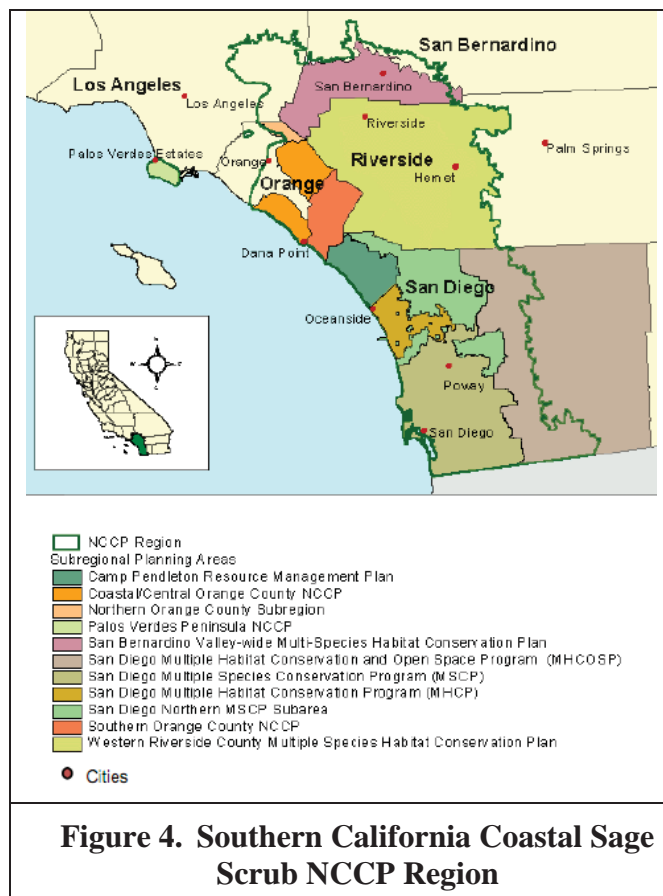 San Bernardino
Los Angeles
San Bernardino
Los Angeles
Riverside
Palos Verdes Estates
Orange
Riverside
Palm Springs
Orange
Hemet
Dana Point
San Diego
Oceanside
Poway
San Diego
NCCP Region
Subregional Planning Areas
Camp Pendleton Resource Management Plan
Coastal/Central Orange County NCCP
Northern Orange County Subregion
Palos Verdes Peninsula NCCP
San Bernardino Valley-wide Multi-Species Habitat Conservation Plan
San Diego Multiple Habitat Conservation and Open Space Program (MHCOSP)
San Diego Multiple Species Conservation Program (MSCP)
San Diego Multiple Habitat Conservation Program (MHCP)
San Diego Northern MSCP Subarea
Southern Orange County NCCP
Western Riverside County Multiple Species Habitat Conservation Plan
Cities
Figure 4. Southern California Coastal Sage
Scrub NCCP Region